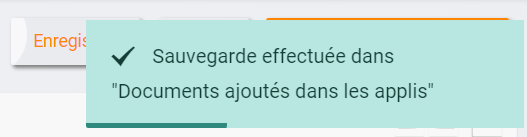 Enregis
Sauvegarde effectuée dans
"Documents ajoutés dans les applis"